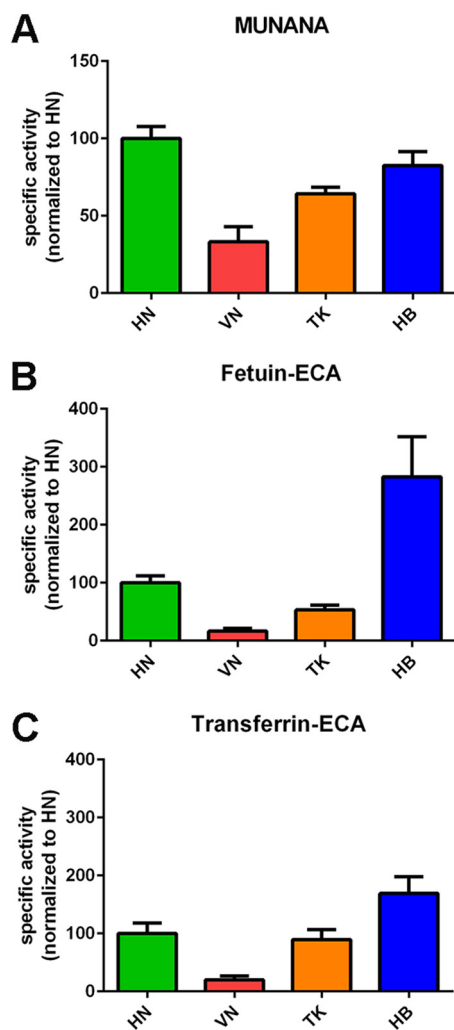 A
MUNANA
specific activity
(normalized to HN)
150
100
50
0
HN
VN
TK
HB
B
Fetuin-ECA
specific activity
(normalized to HN)
400
300
200
100
0
HN
VN
TK
HB
C
Transferrin-ECA
specific activity
(normalized to HN)
400
300
200
100
0
HN
VN
TK
HB